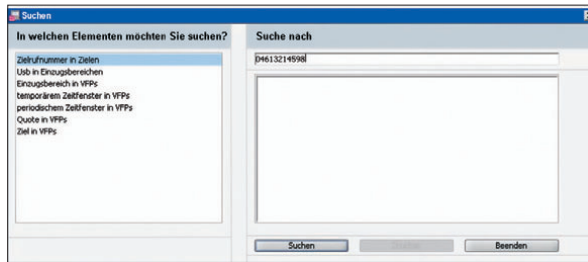 Suchen
In welchen Elementen möchten Sie suchen?
Zielrufnummer in Zielen
Usb in Einzugsbereichen
Einzugsbereich in VFPs
temporärem Zeitfenster in VFPs
periodischem Zeitfenster in VFPs
Quote in VFPs
Ziel in VFPs
Suche nach
04613214598
Suchen
Beenden